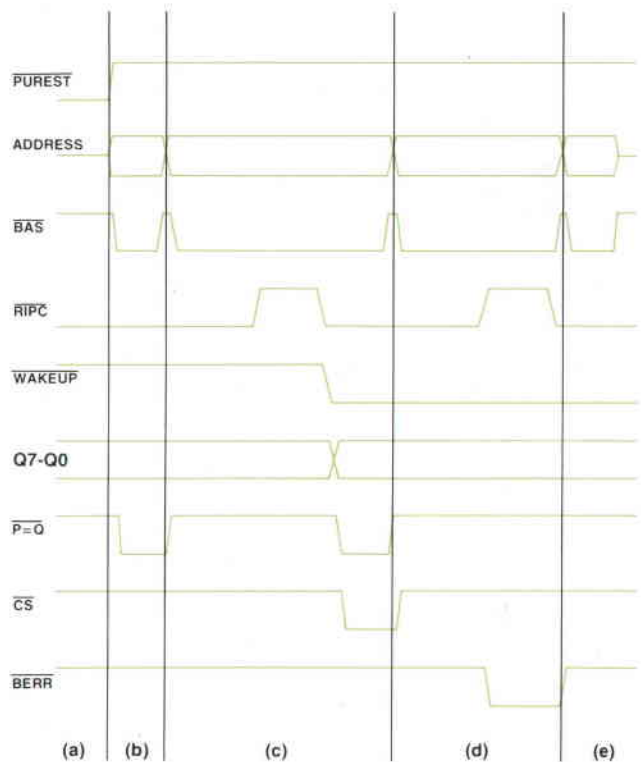 PUREST
ADDRESS
BAS
RIPC
WAKEUP
Q7-Q0
P=Q
CS
BERR
(a) (b) (c) (d) (e)